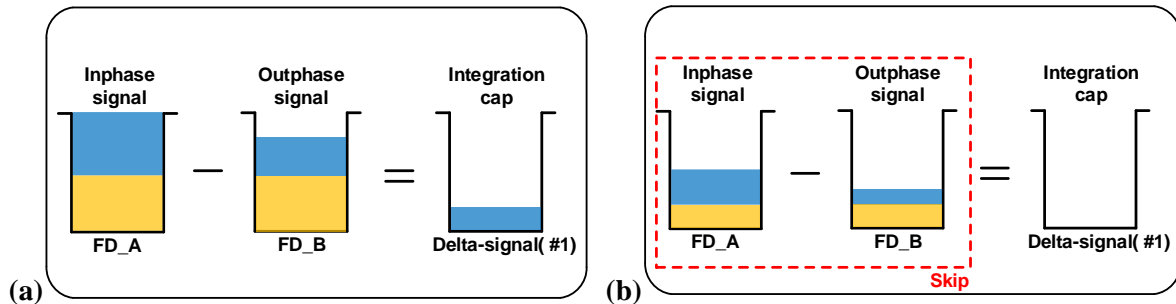 Inphase
signal
Outphase
signal
Integration
cap
FD_A
FD_B
Delta-signal( #1)
(a)
Inphase
signal
Outphase
signal
Integration
cap
FD_A
FD_B
Delta-signal( #1)
Skip
(b)